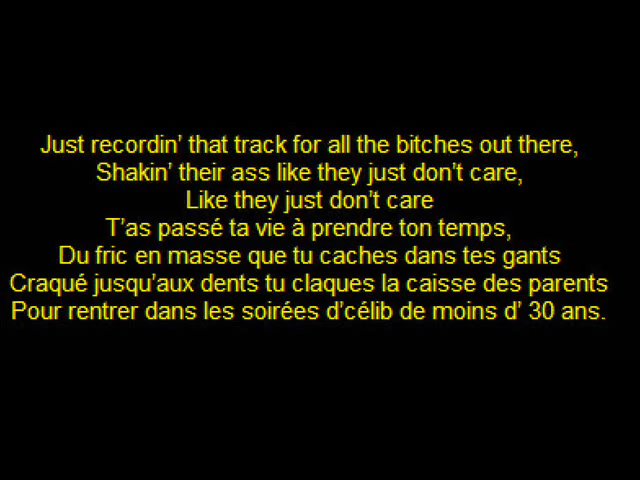 Just recordin' that track for all the bitches out there,
Shakin' their ass like they just don't care,
Like they just don't care
T'as passé ta vie à prendre ton temps,
Du fric en masse que tu caches dans tes gants
Craqué jusqu'aux dents tu claques la caisse des parents
Pour rentrer dans les soirées d'célib de moins d' 30 ans.